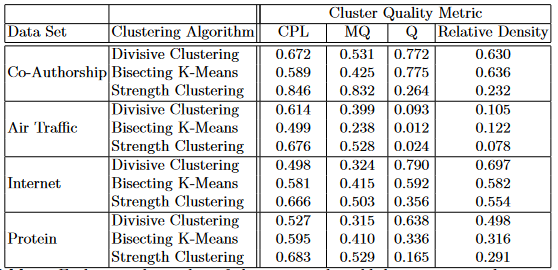 Cluster Quality Metric
Data Set Clustering Algorithm CPL MQ Q Relative Density
Divisive Clustering 0.672 0.531 0.772 0.630
Co-Authorship Bisecting K-Means 0.589 0.425 0.775 0.636
Strength Clustering 0.846 0.832 0.264 0.232
Divisive Clustering 0.614 0.399 0.093 0.105
Air Traffic Bisecting K-Means 0.499 0.238 0.012 0.122
Strength Clustering 0.676 0.528 0.024 0.078
Divisive Clustering 0.498 0.324 0.790 0.697
Internet Bisecting K-Means 0.581 0.415 0.592 0.582
Strength Clustering 0.666 0.503 0.356 0.554
Divisive Clustering 0.527 0.315 0.638 0.498
Protein Bisecting K-Means 0.595 0.410 0.336 0.316
Strength Clustering 0.683 0.529 0.165 0.291